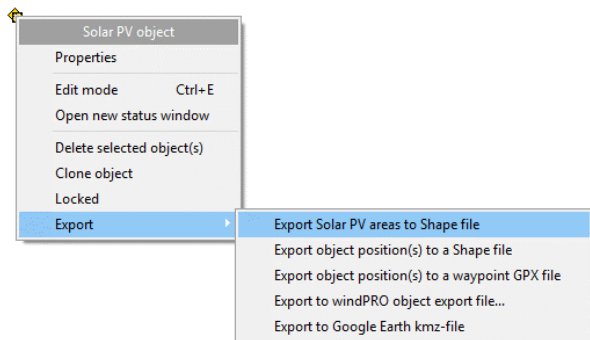 Solar PV object
Properties
Edit mode Ctrl+E
Open new status window
Delete selected object(s)
Clone object
Locked
Export
Export Solar PV areas to Shape file
Export object position(s) to a Shape file
Export object position(s) to a waypoint GPX file
Export to windPRO object export file...
Export to Google Earth kmz-file